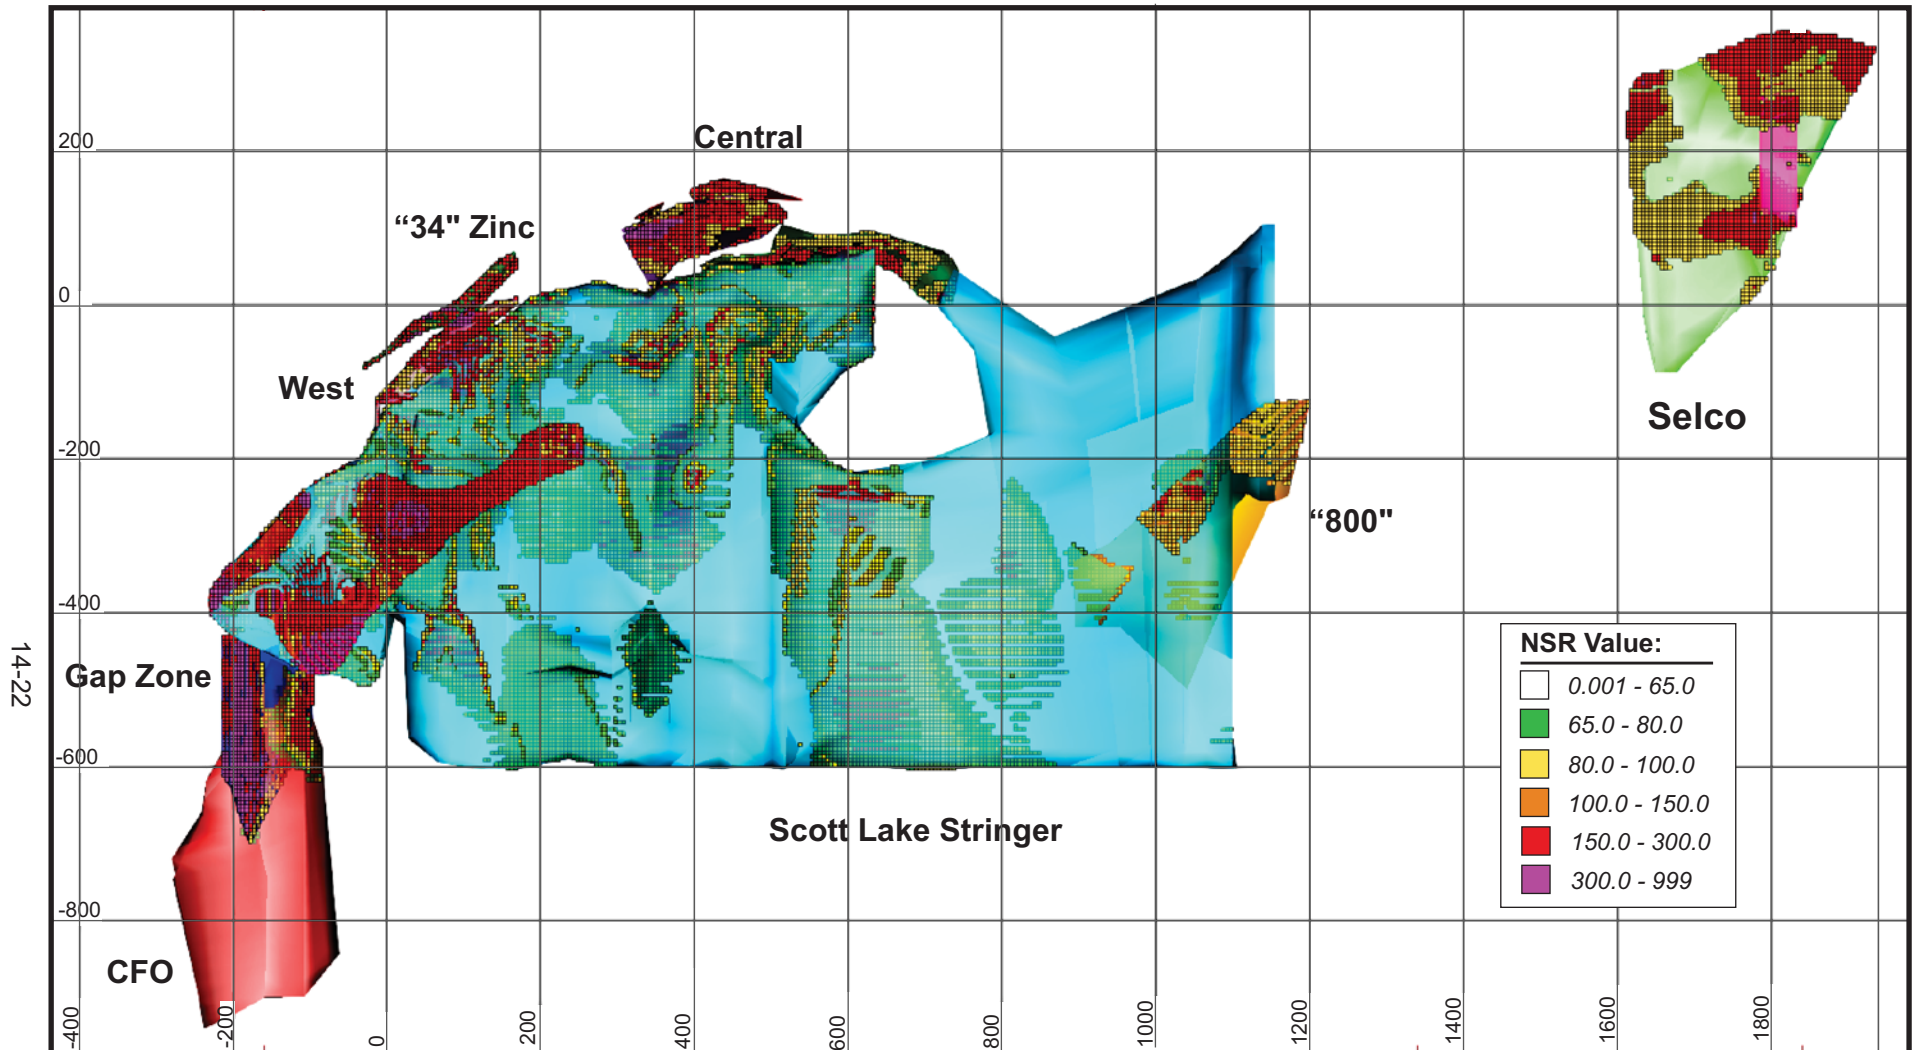 Central
200
“34" Zinc
0
West
Selco
-200
“800"
-400
14-22
Gap Zone
NSR Value:
0.001 - 65.0
65.0 - 80.0
80.0 - 100.0
100.0 - 150.0
150.0 - 300.0
300.0 - 999
-600
Scott Lake Stringer
-800
CFO
-400
-200
0
200
400
600
800
1000
1200
1400
1600
1800